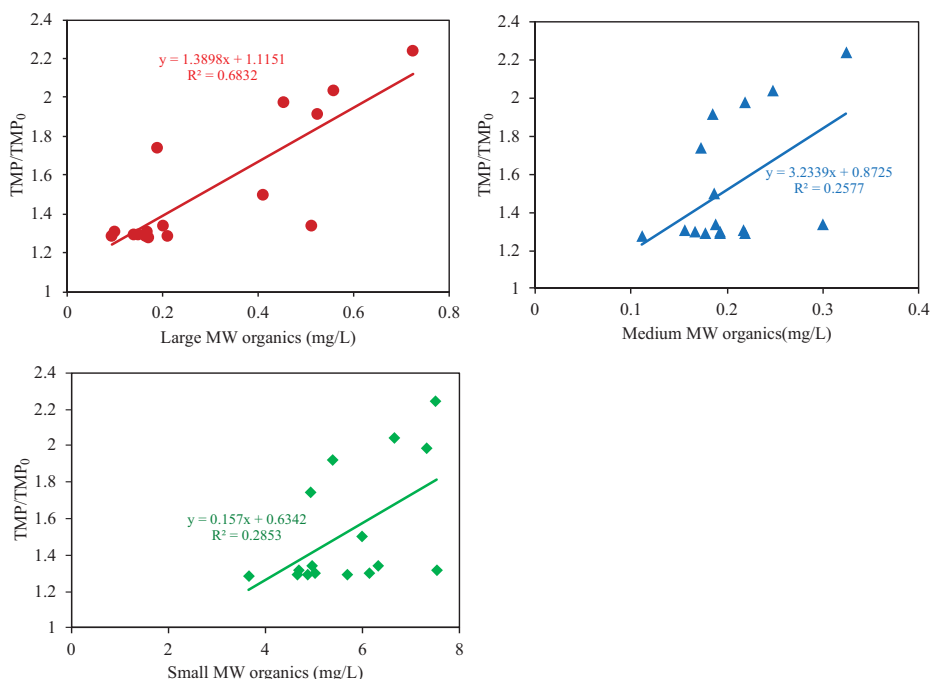 2.4
2.2
2
1.8
1.6
1.4
1.2
1
TMP/TMP₀
y = 1.3898x + 1.1151
R² = 0.6832
0 0.2 0.4 0.6 0.8
Large MW organics (mg/L)
2.4
2.2
2
1.8
1.6
1.4
1.2
1
TMP/TMP₀
y = 3.2339x + 0.8725
R² = 0.2577
0 0.1 0.2 0.3 0.4
Medium MW organics(mg/L)
2.4
2.2
2
1.8
1.6
1.4
1.2
1
TMP/TMP₀
y = 0.157x + 0.6342
R² = 0.2853
0 2 4 6 8
Small MW organics (mg/L)